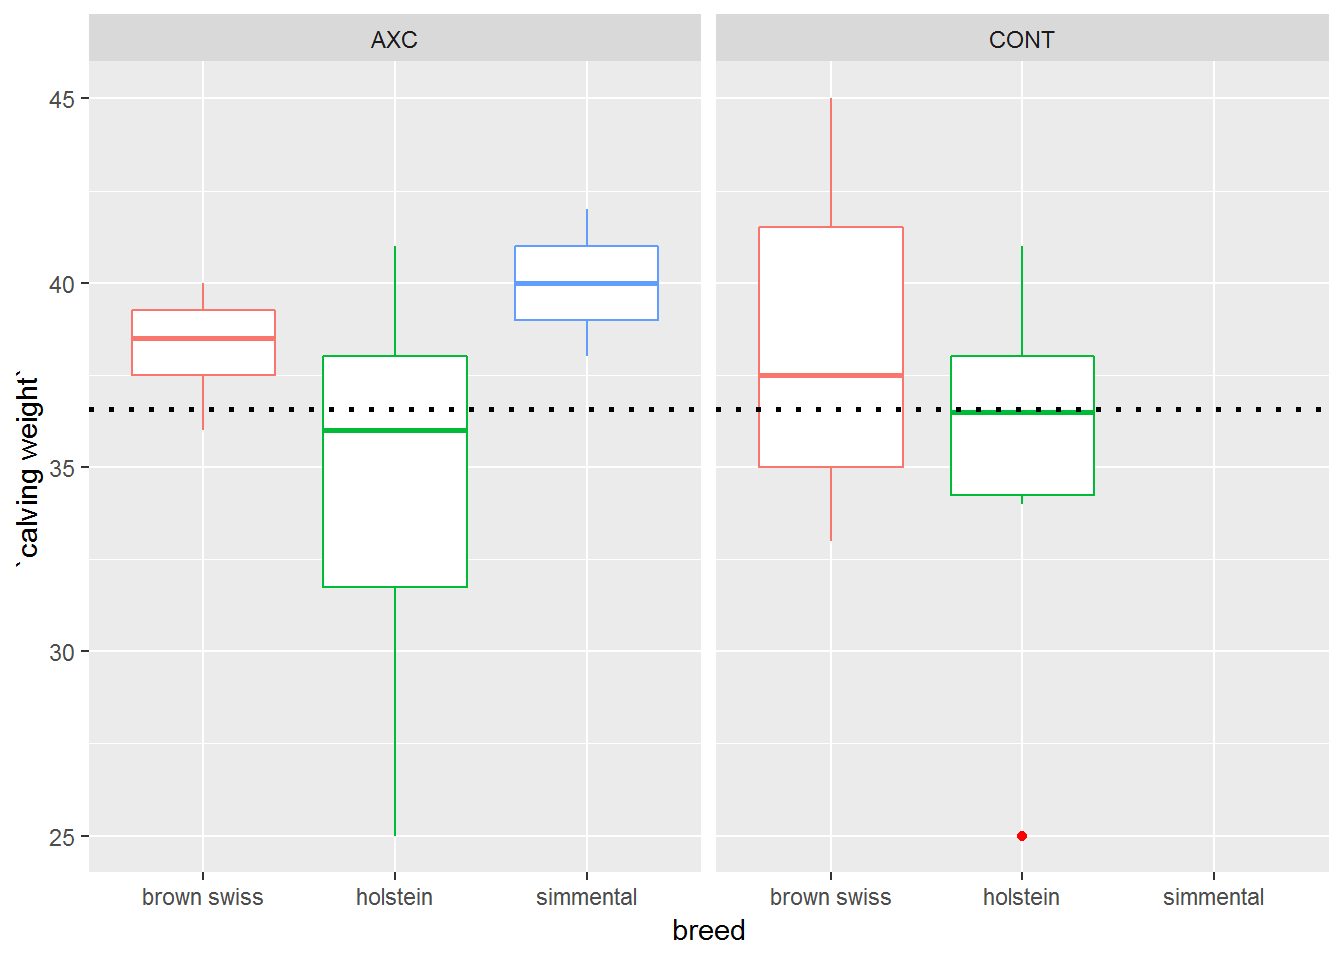 AXC CONT
`calving weight`
45
40
35
30
25
brown swiss holstein simmental brown swiss holstein simmental
breed